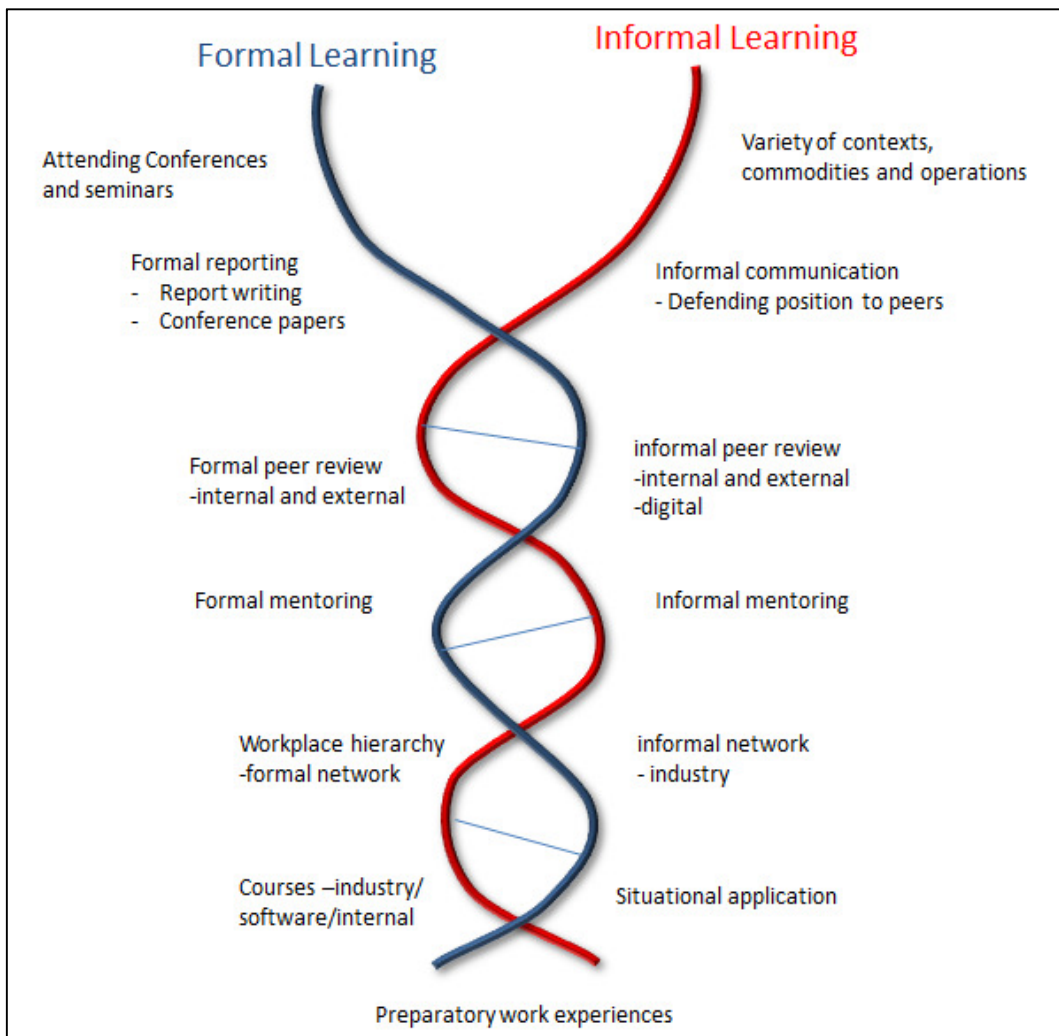 Formal Learning
Informal Learning
Attending Conferences
and seminars
Variety of contexts,
commodities and operations
Formal reporting
- Report writing
- Conference papers
Informal communication
- Defending position to peers
Formal peer review
-internal and external
informal peer review
-internal and external
-digital
Formal mentoring
Informal mentoring
Workplace hierarchy
-formal network
informal network
- industry
Courses –industry/
software/internal
Situational application
Preparatory work experiences